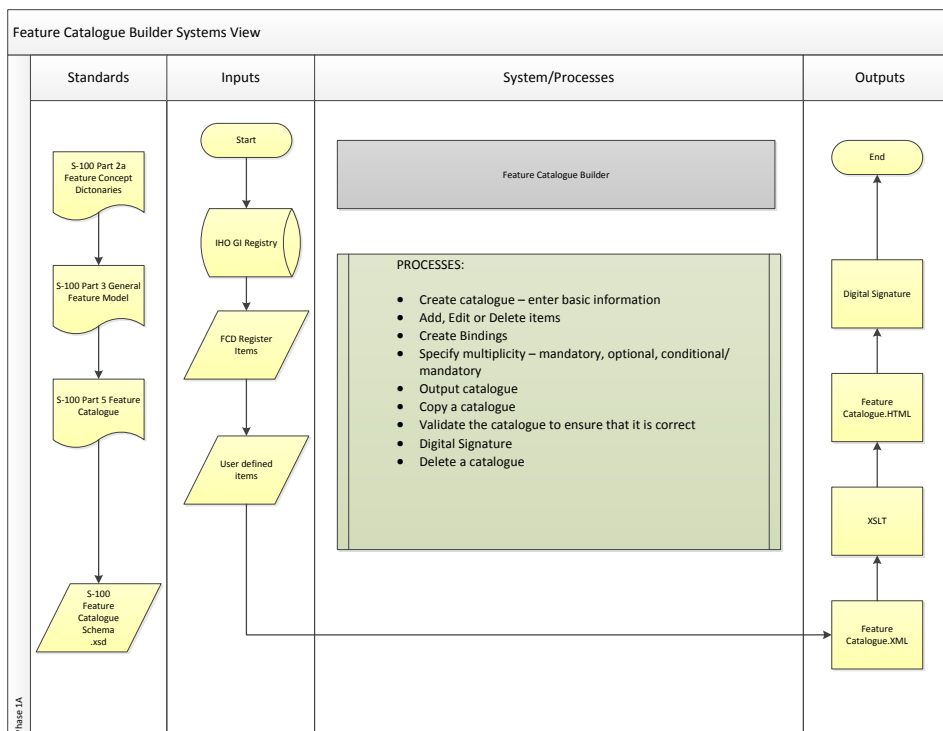 Feature Catalogue Builder Systems View
Standards
Inputs
System/Processes
Outputs
S-100 Part 2a
Feature Concept
Dictonaries
S-100 Part 3 General
Feature Model
S-100 Part 5 Feature
Catalogue
S-100
Feature
Catalogue
Schema
.xsd
Start
IHO GI Registry
FCD Register
Items
User defined
items
Feature Catalogue Builder
PROCESSES:
• Create catalogue – enter basic information
• Add, Edit or Delete items
• Create Bindings
• Specify multiplicity – mandatory, optional, conditional/
mandatory
• Output catalogue
• Copy a catalogue
• Validate the catalogue to ensure that it is correct
• Digital Signature
• Delete a catalogue
End
Digital Signature
Feature
Catalogue.HTML
XSLT
Feature
Catalogue.XML
Phase 1A